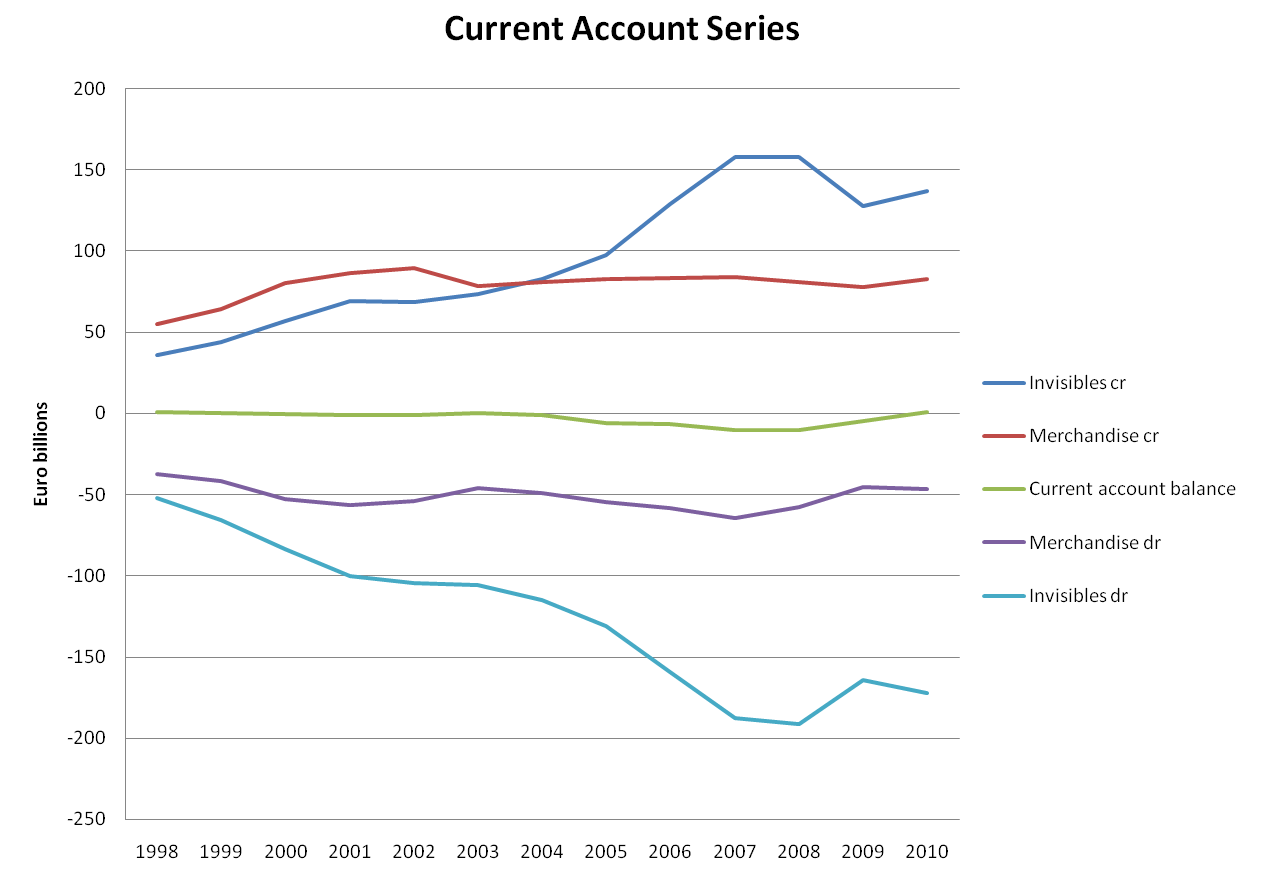 Current Account Series
200
150
100
50
0
-50
-100
-150
-200
-250
Euro billions
1998 1999 2000 2001 2002 2003 2004 2005 2006 2007 2008 2009 2010
Invisibles cr
Merchandise cr
Current account balance
Merchandise dr
Invisibles dr